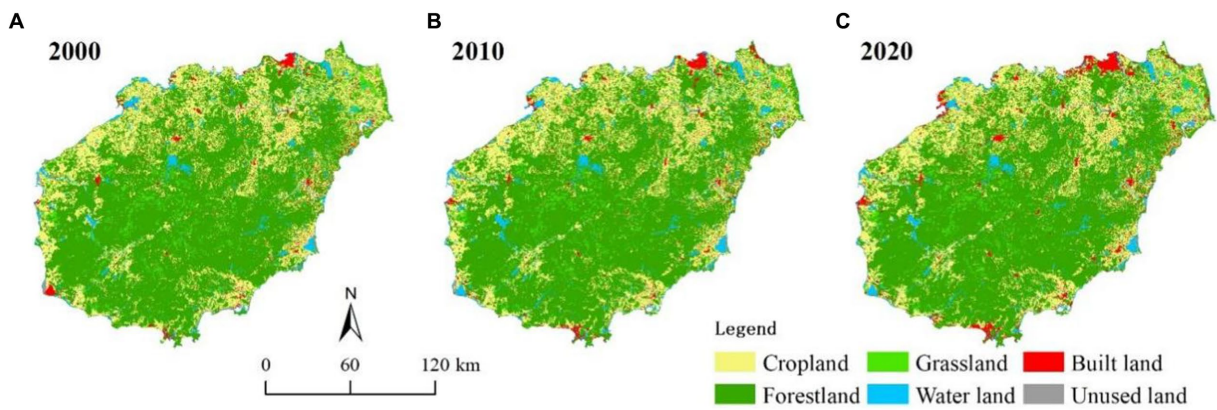 A
2000
B
2010
C
2020
N
0 60 120 km
Legend
Cropland Grassland Built land
Forestland Water land Unused land